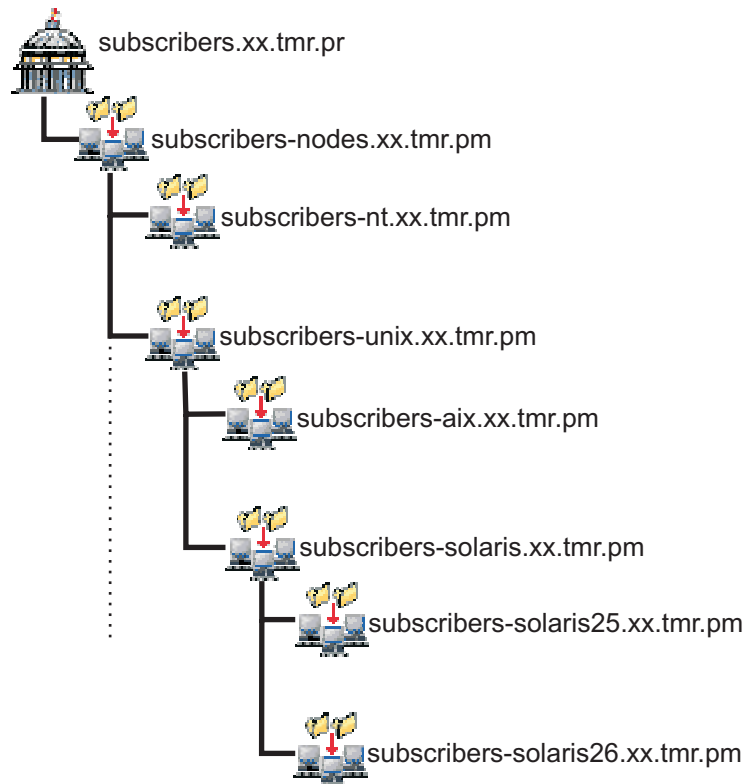 subscribers.xx.tmr.pr
subscribers-nodes.xx.tmr.pm
subscribers-nt.xx.tmr.pm
subscribers-unix.xx.tmr.pm
subscribers-aix.xx.tmr.pm
subscribers-solaris.xx.tmr.pm
subscribers-solaris25.xx.tmr.pm
subscribers-solaris26.xx.tmr.pm